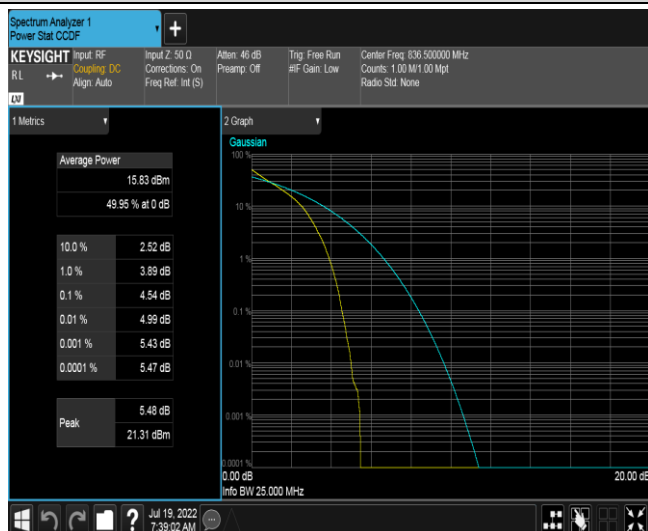 Spectrum Analyzer 1
Power Stat CCDF
+
KEYSIGHT
RL
LXI
Input: RF
Coupling: DC
Align: Auto
Input Z: 50 Ω
Corrections: On
Freq Ref: Int (S)
Atten: 46 dB
Preamp: Off
Trig: Free Run
#IF Gain: Low
Center Freq: 836.500000 MHz
Counts: 1.00 M/1.00 Mpt
Radio Std: None
1 Metrics
Average Power
15.83 dBm
49.95 % at 0 dB
10.0 % 2.52 dB
1.0 % 3.89 dB
0.1 % 4.54 dB
0.01 % 4.99 dB
0.001 % 5.43 dB
0.0001 % 5.47 dB
Peak
5.48 dB
21.31 dBm
2 Graph
Gaussian
100 %
10 %
1 %
0.1 %
0.01 %
0.001 %
0.0001 %
0.00 dB 20.00 dB
Info BW 25.000 MHz
?
Jul 19, 2022
7:39:02 AM